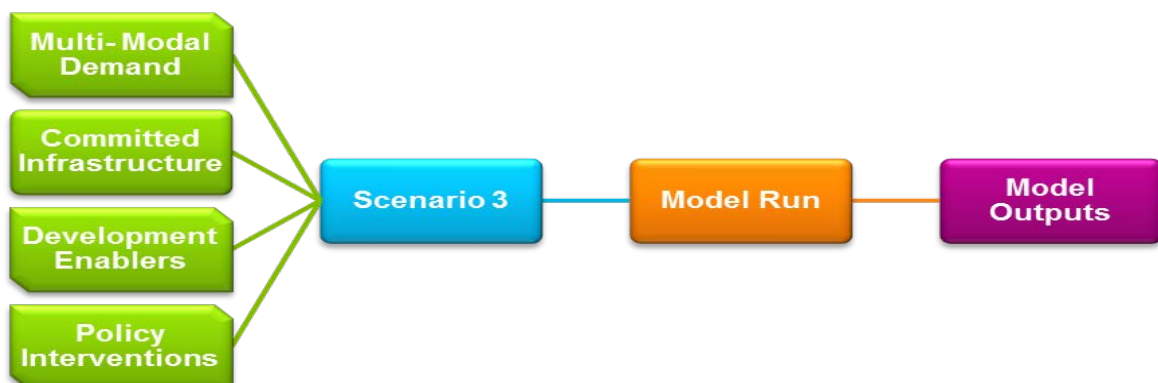 Multi- Modal
Demand
Committed
Infrastructure
Development
Enablers
Policy
Interventions
Scenario 3
Model Run
Model
Outputs